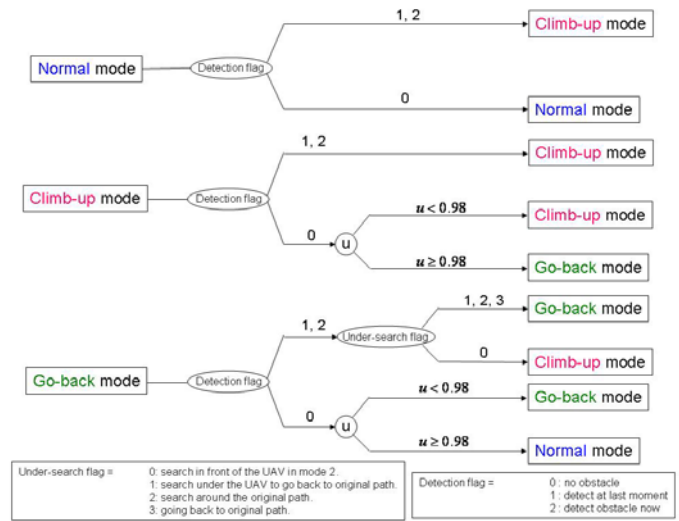 1, 2
Climb-up mode
Normal mode
Detection flag
0
Normal mode
1, 2
Climb-up mode
Climb-up mode
Detection flag
0
u
u < 0.98
Climb-up mode
u ≥ 0.98
Go-back mode
1, 2
Under-search flag
1, 2, 3
Go-back mode
0
Climb-up mode
Go-back mode
Detection flag
0
u
u < 0.98
Go-back mode
u ≥ 0.98
Normal mode
Under-search flag = 0: search in front of the UAV in mode 2.
1: search under the UAV to go back to original path.
2: search around the original path.
3: going back to original path.
Detection flag = 0 : no obstacle
1 : detect at last moment
2 : detect obstacle now